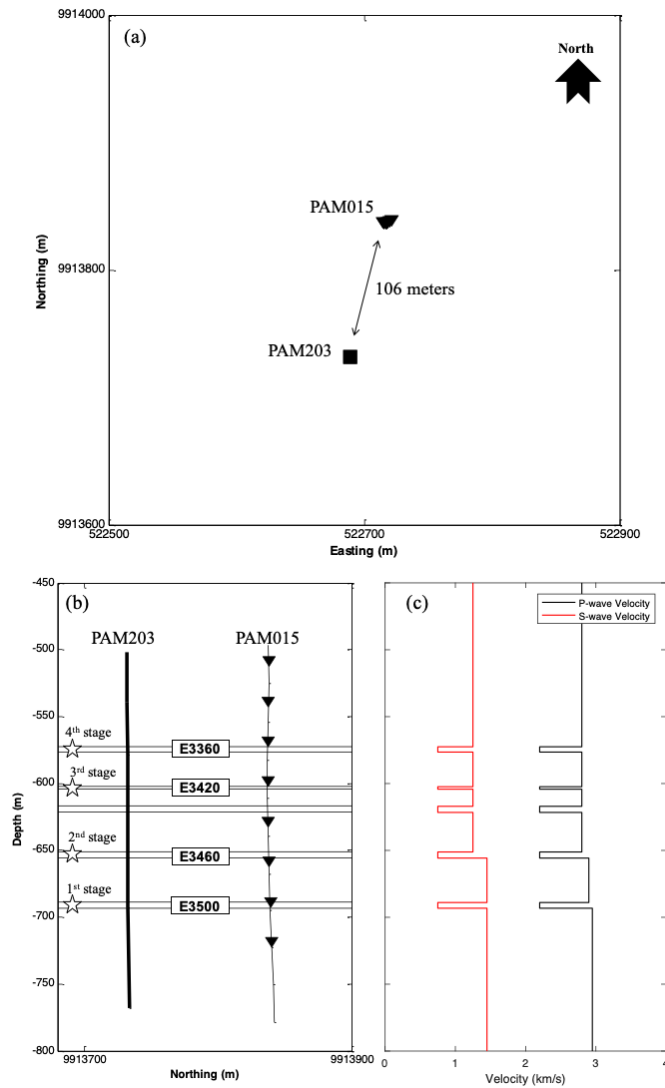 (a)
North
9914000
9913800
9913600
Northing (m)
PAM015
106 meters
PAM203
522500
522700
522900
Easting (m)
(b)
PAM203
PAM015
-450
-500
-550
-600
-650
-700
-750
-800
Depth (m)
4th stage
E3360
3rd stage
E3420
2nd stage
E3460
1st stage
E3500
9913700
9913900
Northing (m)
(c)
P-wave Velocity
S-wave Velocity
0
1
2
3
4
Velocity (km/s)